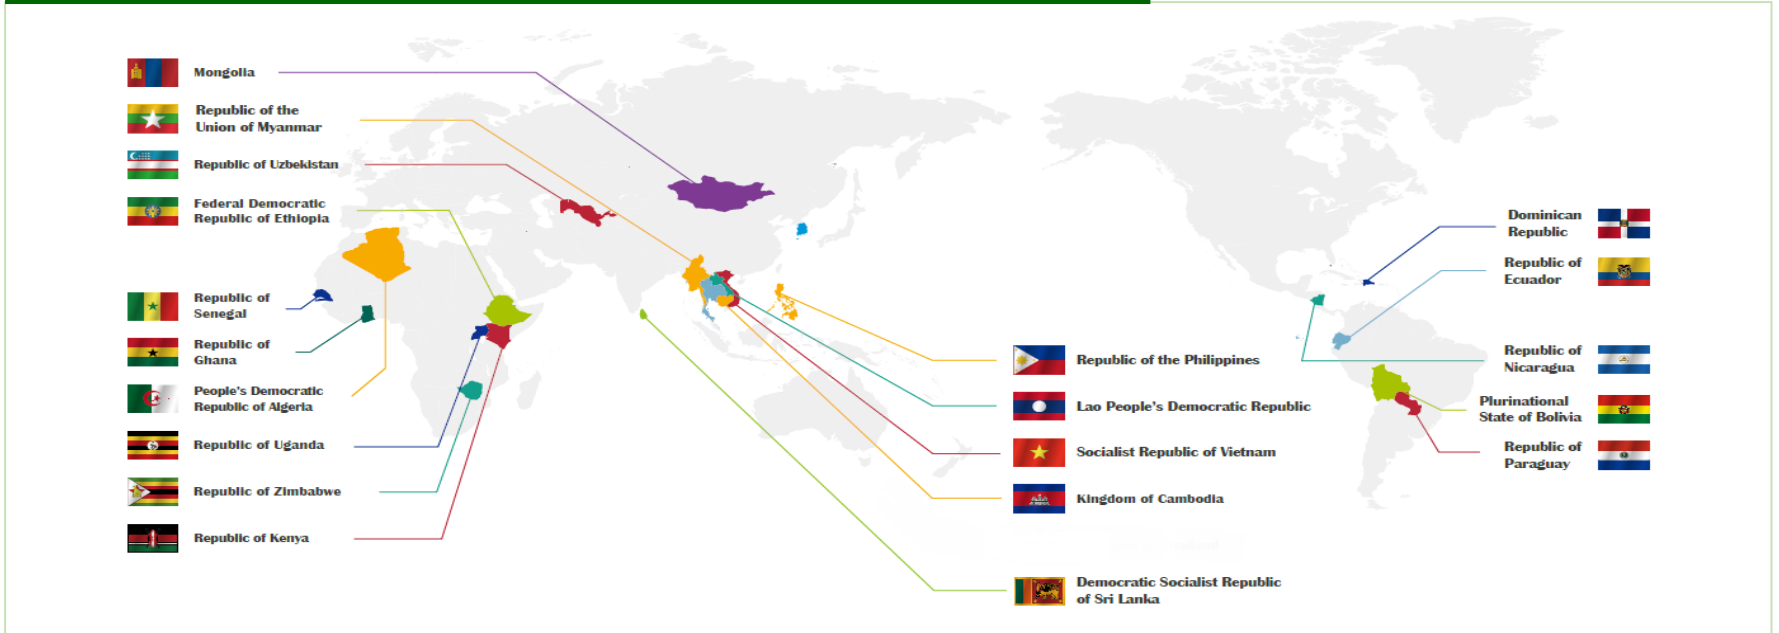 Mongolia
Republic of the
Union of Myanmar
Republic of Uzbekistan
Federal Democratic
Republic of Ethiopia
Republic of
Senegal
Republic of
Ghana
People's Democratic
Republic of Algeria
Republic of Uganda
Republic of Zimbabwe
Republic of Kenya
Republic of the Philippines
Lao People's Democratic Republic
Socialist Republic of Vietnam
Kingdom of Cambodia
Democratic Socialist Republic
of Sri Lanka
Dominican
Republic
Republic of
Ecuador
Republic of
Nicaragua
Plurinational
State of Bolivia
Republic of
Paraguay